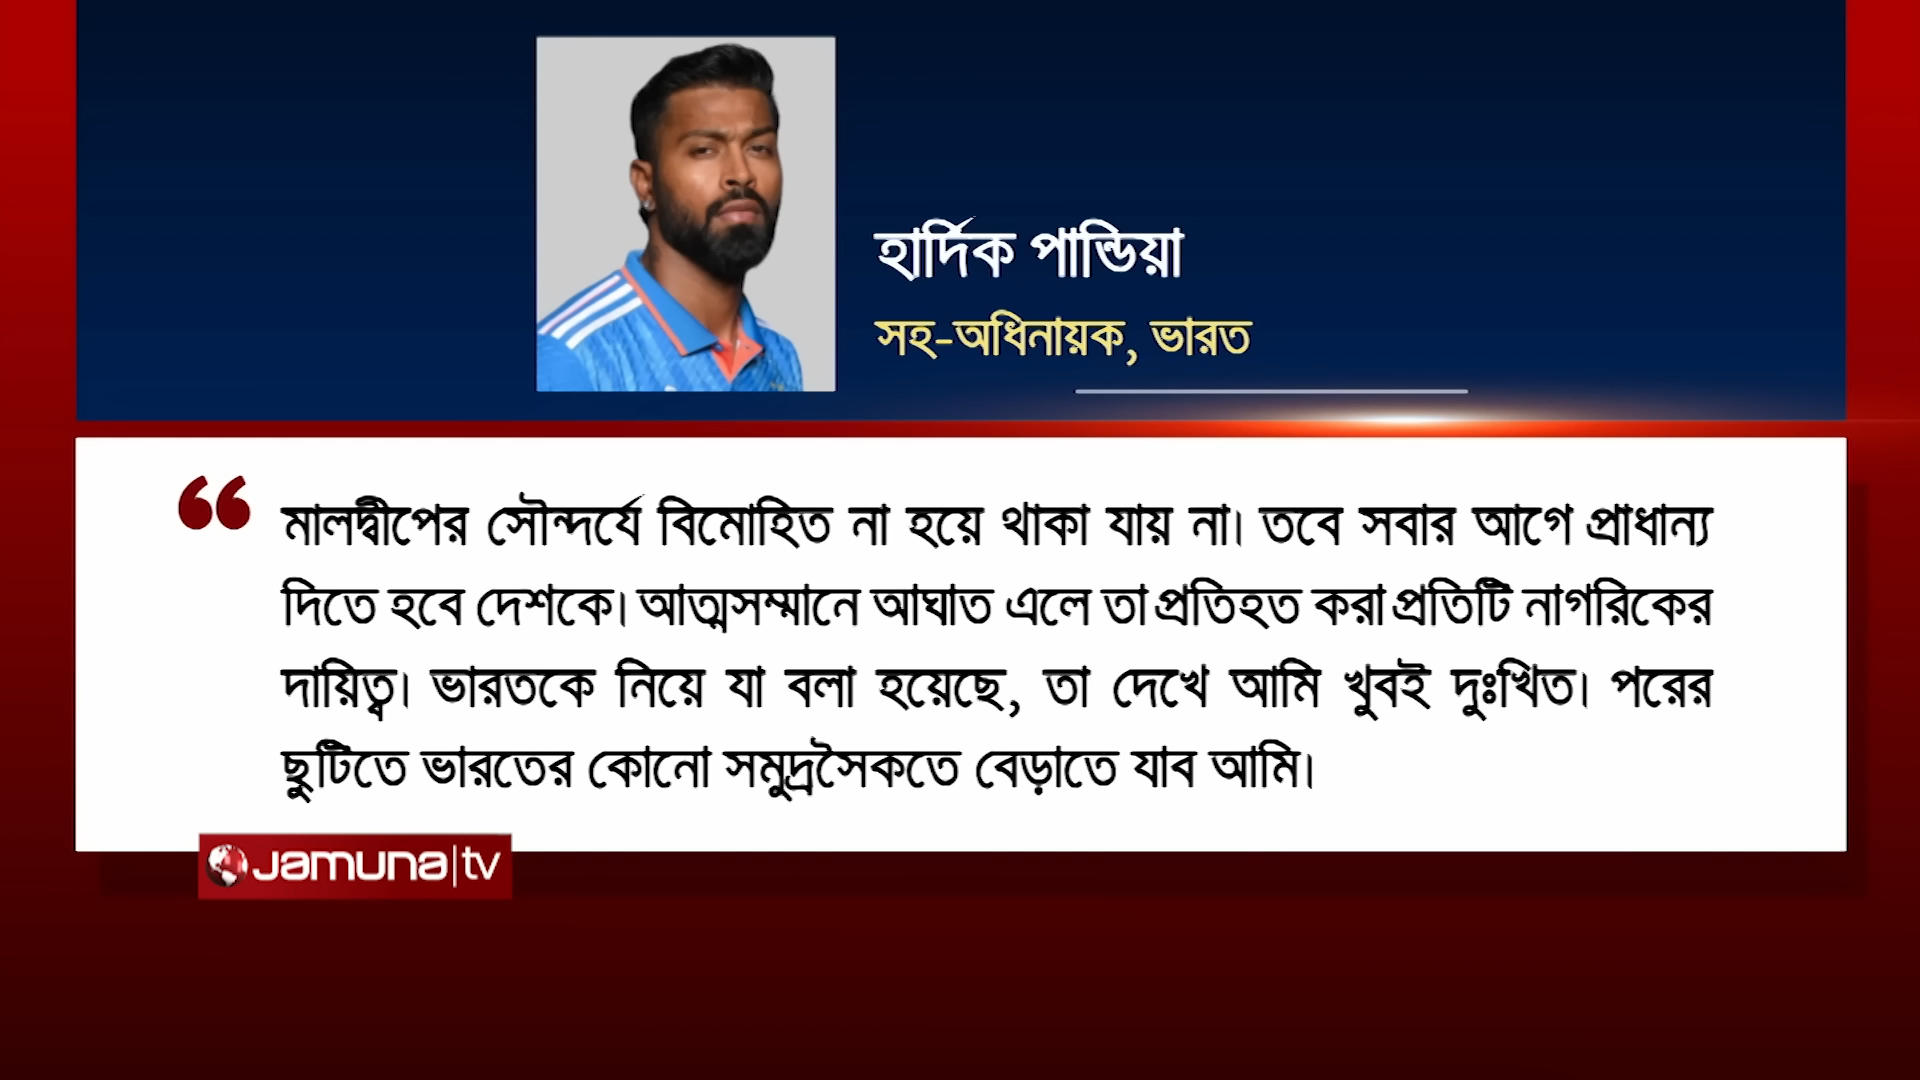 হার্দিক পান্ডিয়া
সহ-অধিনায়ক, ভারত
“ মালদ্বীপের সৌন্দর্যে বিমোহিত না হয়ে থাকা যায় না। তবে সবার আগে প্রাধান্য
দিতে হবে দেশকে। আত্মসম্মানে আঘাত এলে তা প্রতিহত করা প্রতিটি নাগরিকের
দায়িত্ব। ভারতকে নিয়ে যা বলা হয়েছে, তা দেখে আমি খুবই দুঃখিত। পরের
ছুটিতে ভারতের কোনো সমুদ্রসৈকতে বেড়াতে যাব আমি।
Jamuna|tv